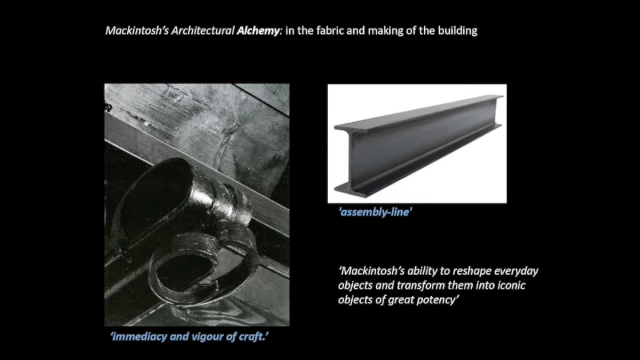 Mackintosh's Architectural Alchemy: in the fabric and making of the building
'assembly-line'
'Mackintosh's ability to reshape everyday
objects and transform them into iconic
objects of great potency'
'immediacy and vigour of craft.'